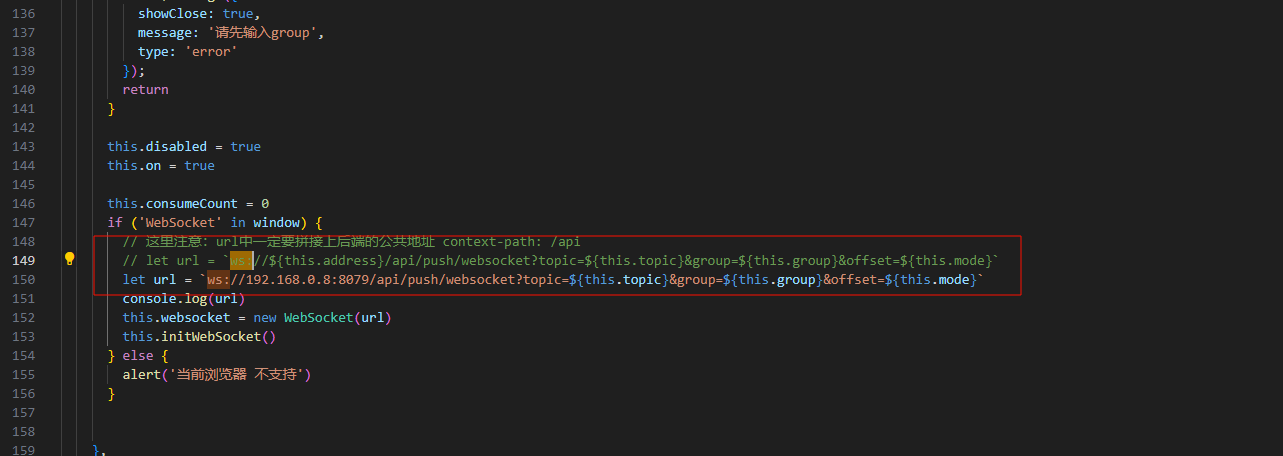 136 showClose: true,
137 message: '请先输入group',
138 type: 'error'
139 });
140 return
141 }
142
143 this.disabled = true
144 this.on = true
145
146 this.consumeCount = 0
147 if ('WebSocket' in window) {
148 // 这里注意: url中一定要拼接上后端的公共地址 context-path: /api
149 // let url = `ws://${this.address}/api/push/websocket?topic=${this.topic}&group=${this.group}&offset=${this.mode}`
150 let url = `ws://192.168.0.8:8079/api/push/websocket?topic=${this.topic}&group=${this.group}&offset=${this.mode}`
151 console.log(url)
152 this.websocket = new WebSocket(url)
153 this.initWebSocket()
154 } else {
155 alert('当前浏览器 不支持')
156 }
157
158
159 },